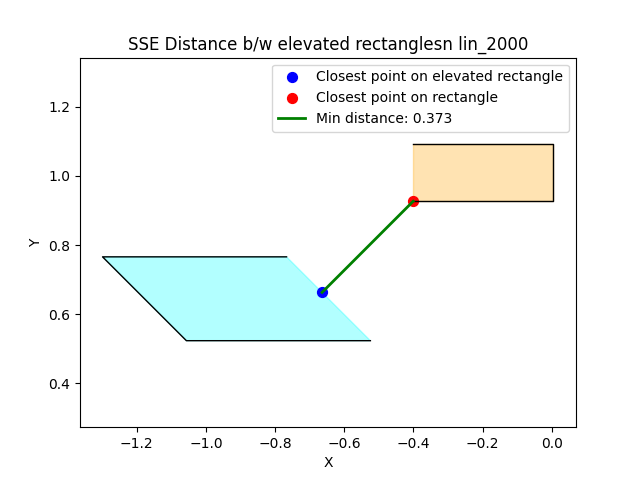 SSE Distance b/w elevated rectanglesn lin_2000
Closest point on elevated rectangle
Closest point on rectangle
Min distance: 0.373
1.2
1.0
0.8
0.6
0.4
Y
−1.2
−1.0
−0.8
−0.6
−0.4
−0.2
0.0
X